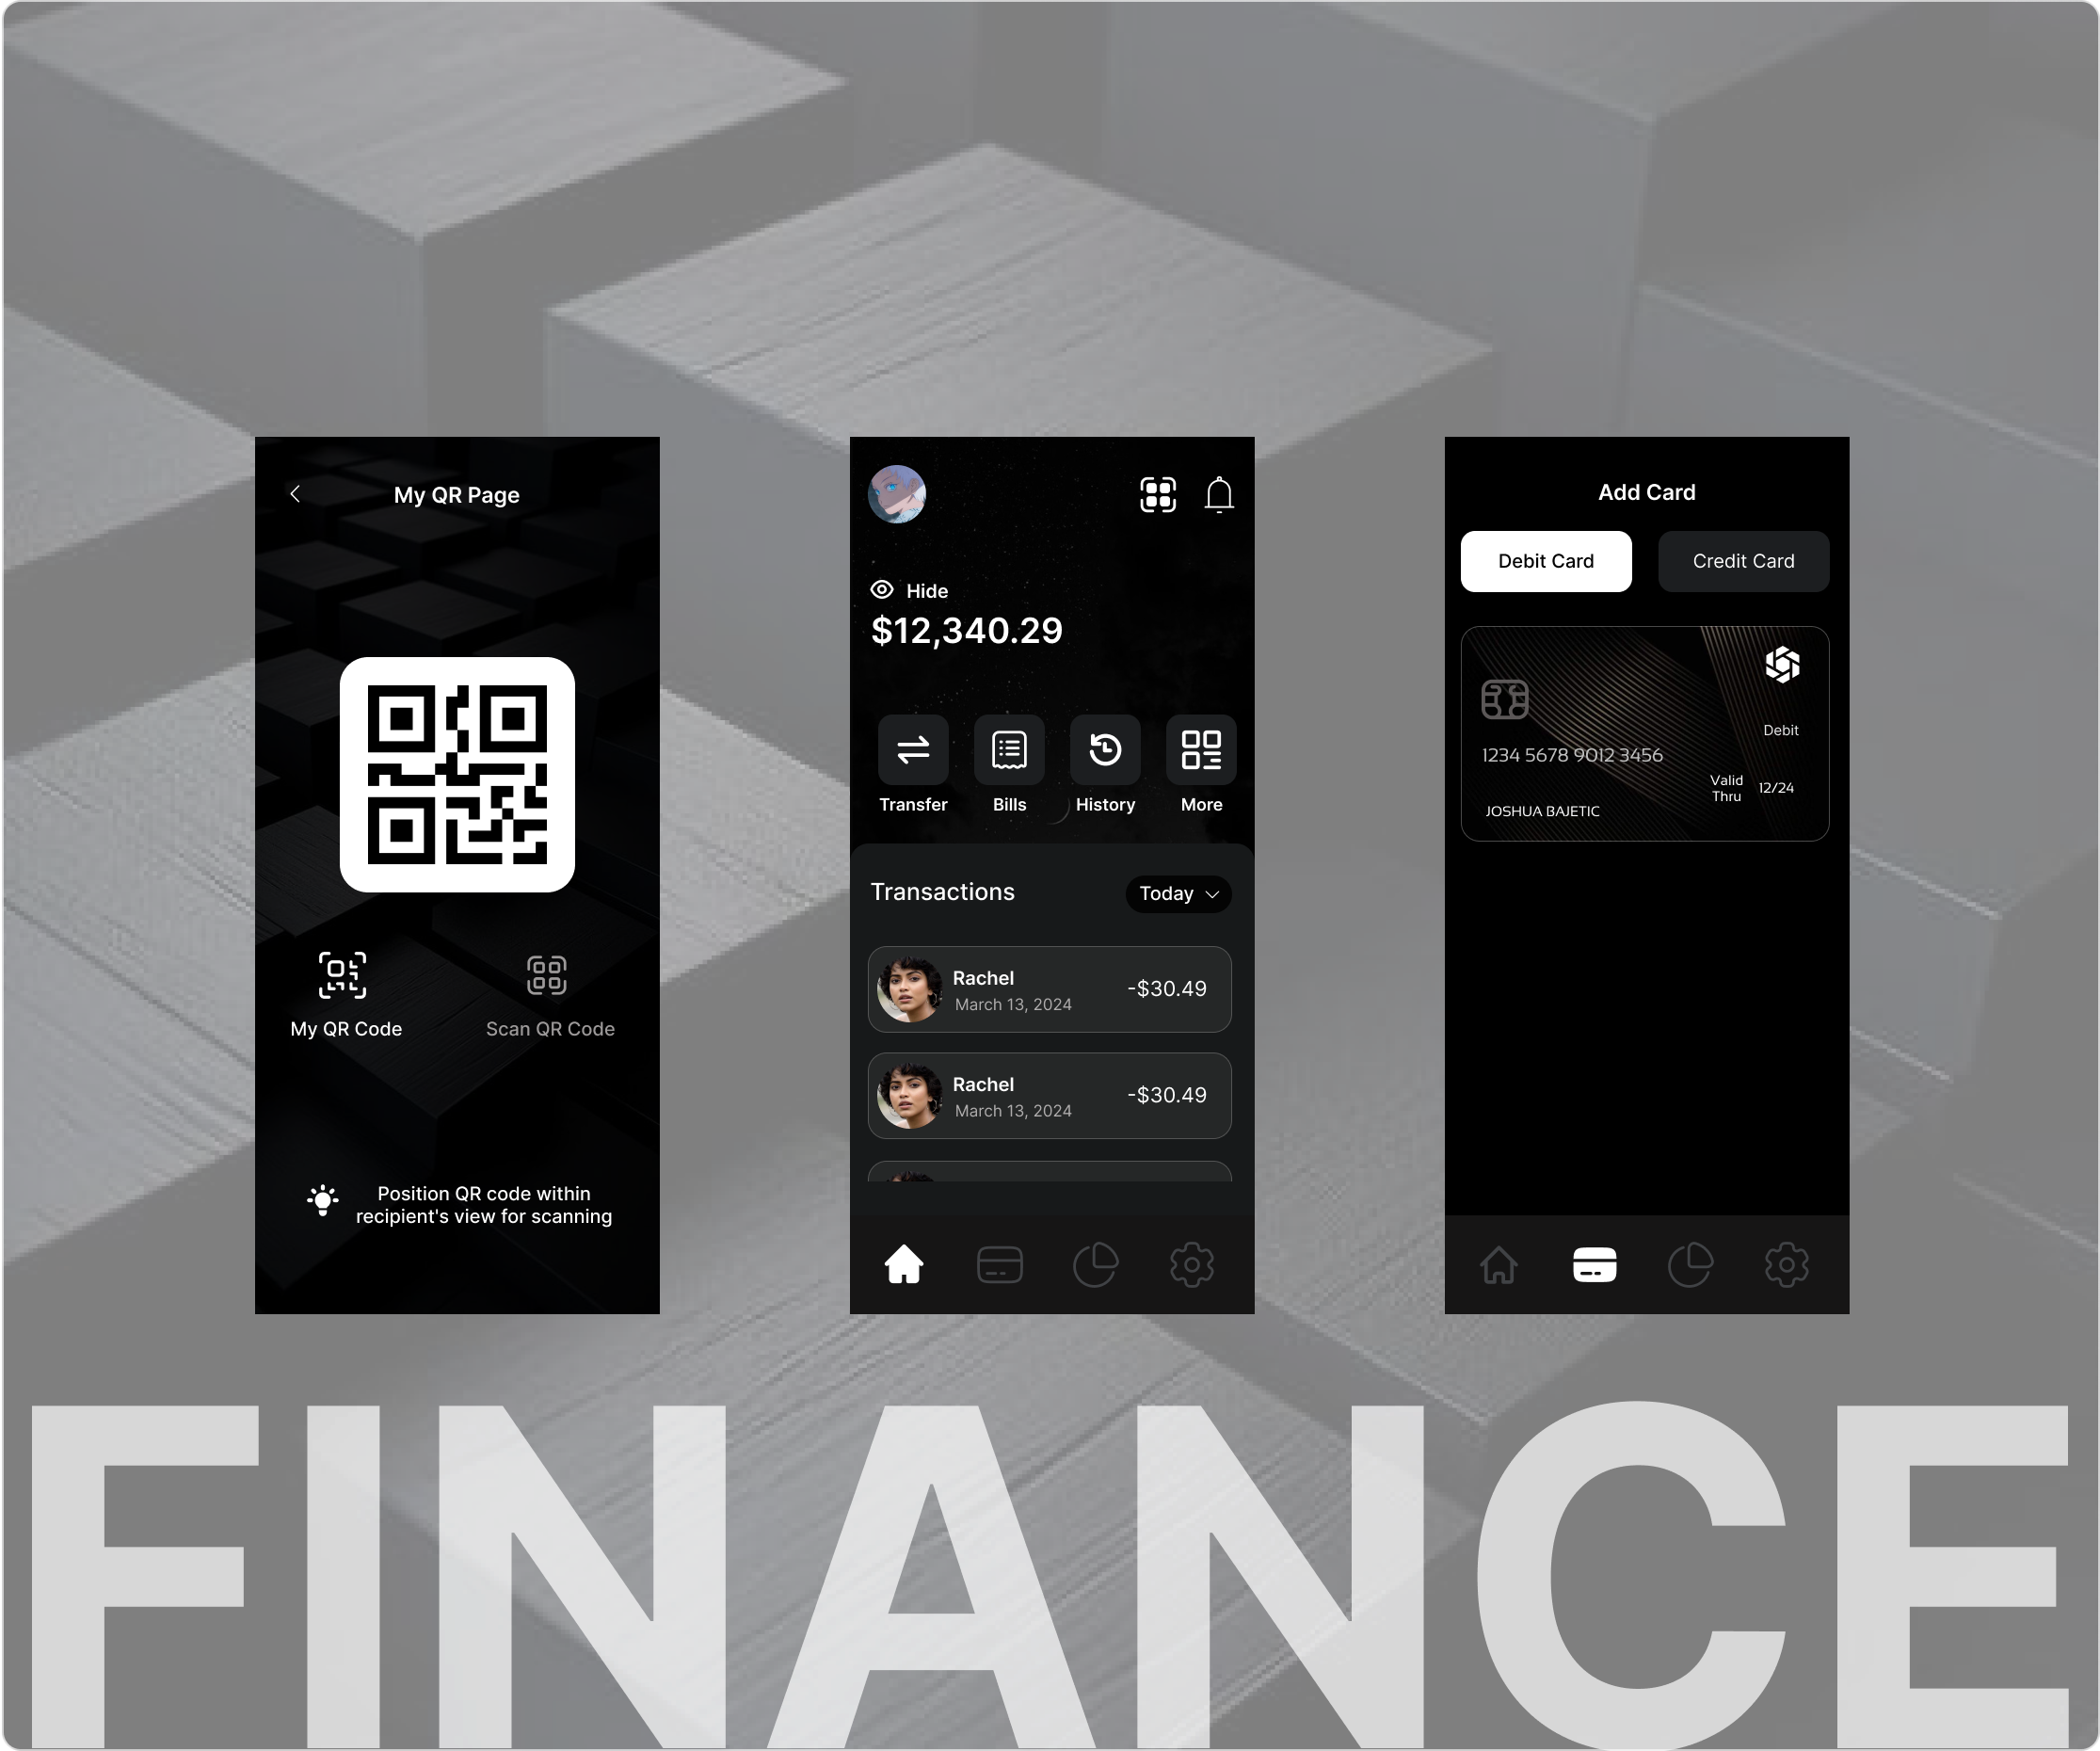 My QR Page
My QR Code
Scan QR Code
Position QR code within
recipient's view for scanning
Hide
$12,340.29
Transfer
Bills
History
More
Transactions
Today
Rachel
March 13, 2024
-$30.49
Rachel
March 13, 2024
-$30.49
Add Card
Debit Card
Credit Card
Debit
1234 5678 9012 3456
Valid
Thru
12/24
JOSHUA BAJETIC
FINANCE